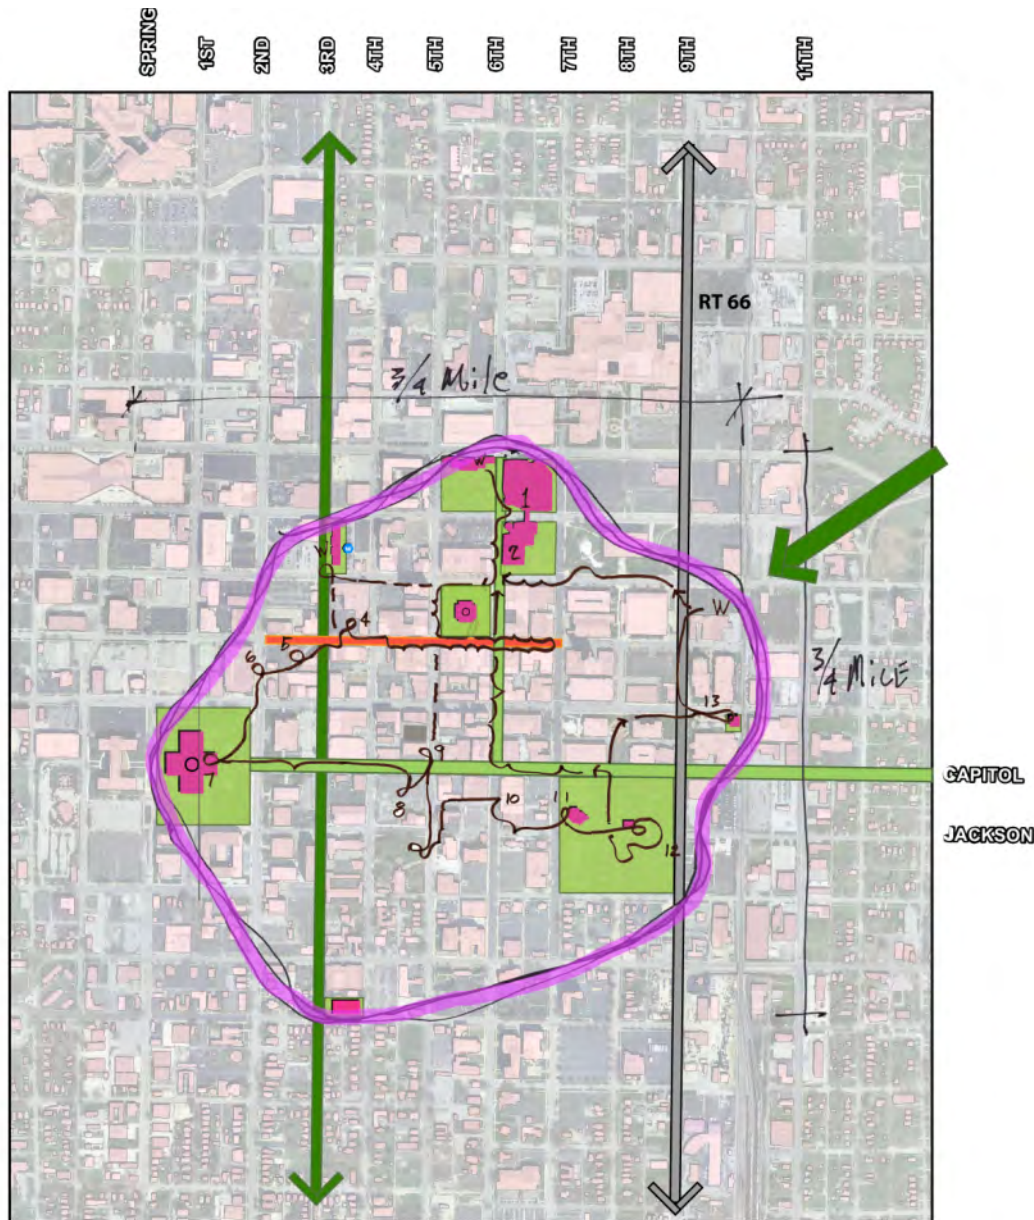 SPRING
1ST
2ND
3RD
4TH
5TH
6TH
7TH
8TH
9TH
11TH
RT 66
3/4 Mile
W
1
2
W
W
4
5
6
13
3/4 MILE
7
9
8
10
11
12
CAPITOL
JACKSON